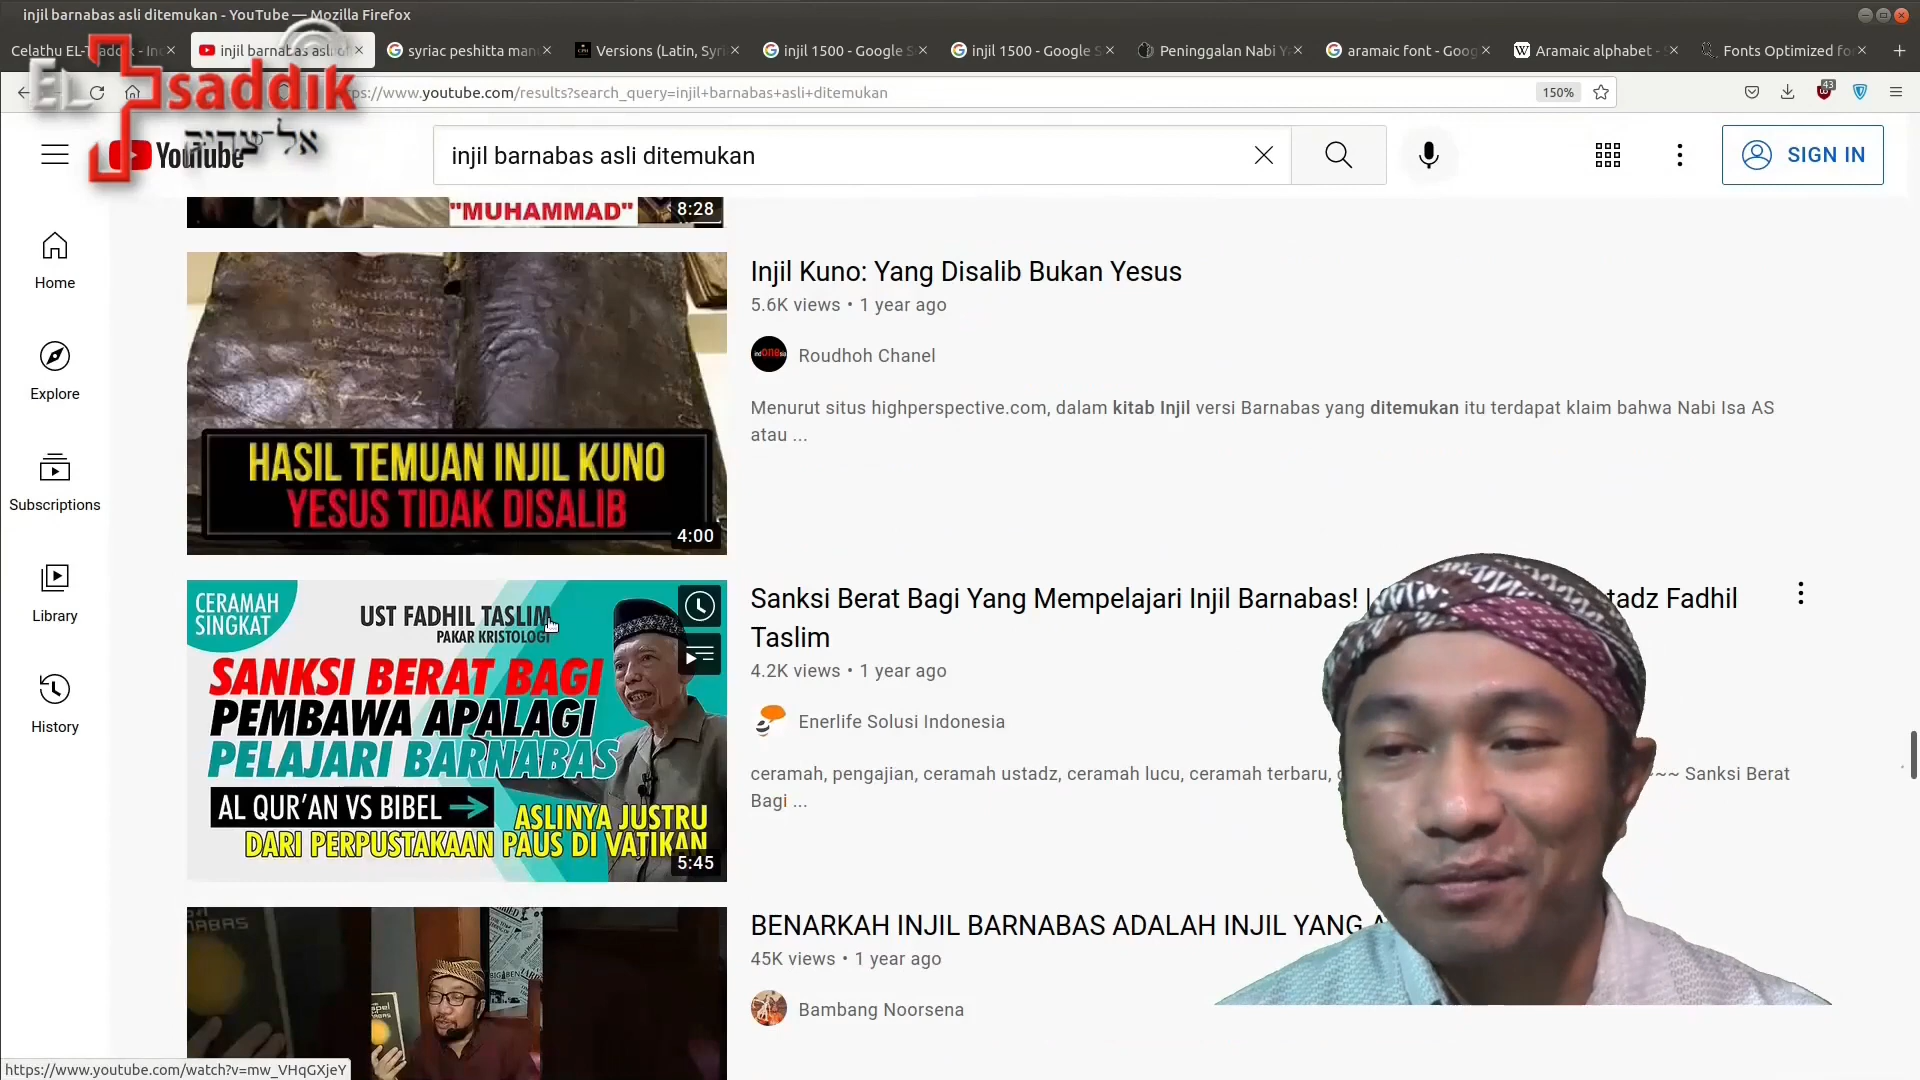 injil barnabas asli ditemukan - YouTube — Mozilla Firefox
Celathu EL-
injil barnabas asli
syriac peshitta man
Versions (Latin, Syri
injil 1500 - Google S
injil 1500 - Google S
Peninggalan Nabi Y
aramaic font - Goog
Aramaic alphabet -
Fonts Optimized fo
EL saddik
אל־צדיק
ps://www.youtube.com/results?search_query=injil+barnabas+asli+ditemukan
150%
43
YouTube
injil barnabas asli ditemukan
SIGN IN
Home
Explore
Subscriptions
Library
History
"MUHAMMAD"
8:28
HASIL TEMUAN INJIL KUNO
YESUS TIDAK DISALIB
4:00
Injil Kuno: Yang Disalib Bukan Yesus
5.6K views • 1 year ago
indONEsia
Roudhoh Chanel
Menurut situs highperspective.com, dalam kitab Injil versi Barnabas yang ditemukan itu terdapat klaim bahwa Nabi Isa AS
atau ...
CERAMAH
SINGKAT
UST FADHIL TASLIM
PAKAR KRISTOLOGI
SANKSI BERAT BAGI
PEMBAWA APALAGI
PELAJARI BARNABAS
AL QUR'AN VS BIBEL
ASLINYA JUSTRU
DARI PERPUSTAKAAN PAUS DI VATIKAN
5:45
Sanksi Berat Bagi Yang Mempelajari Injil Barnabas! | tadz Fadhil
Taslim
4.2K views • 1 year ago
Enerlife Solusi Indonesia
ceramah, pengajian, ceramah ustadz, ceramah lucu, ceramah terbaru, ~~~ Sanksi Berat
Bagi ...
BENARKAH INJIL BARNABAS ADALAH INJIL YANG
45K views • 1 year ago
Bambang Noorsena
https://www.youtube.com/watch?v=mw_VHqGXjeY